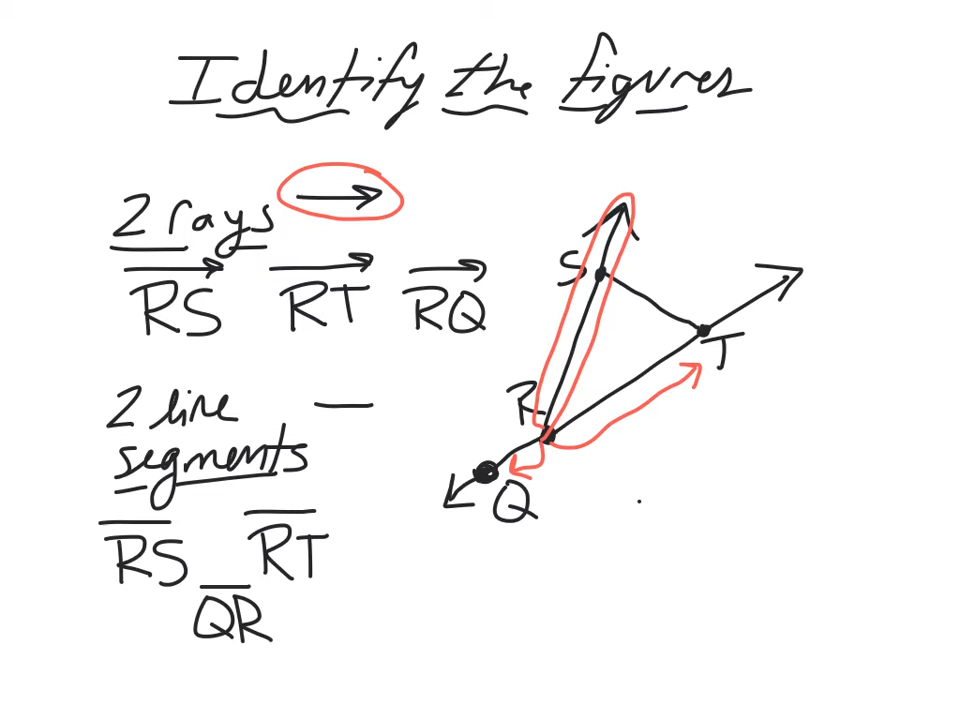 Identify the figures
2 rays
RS RT RQ
2 line
segments
RS RT
QR
S
T
R
Q